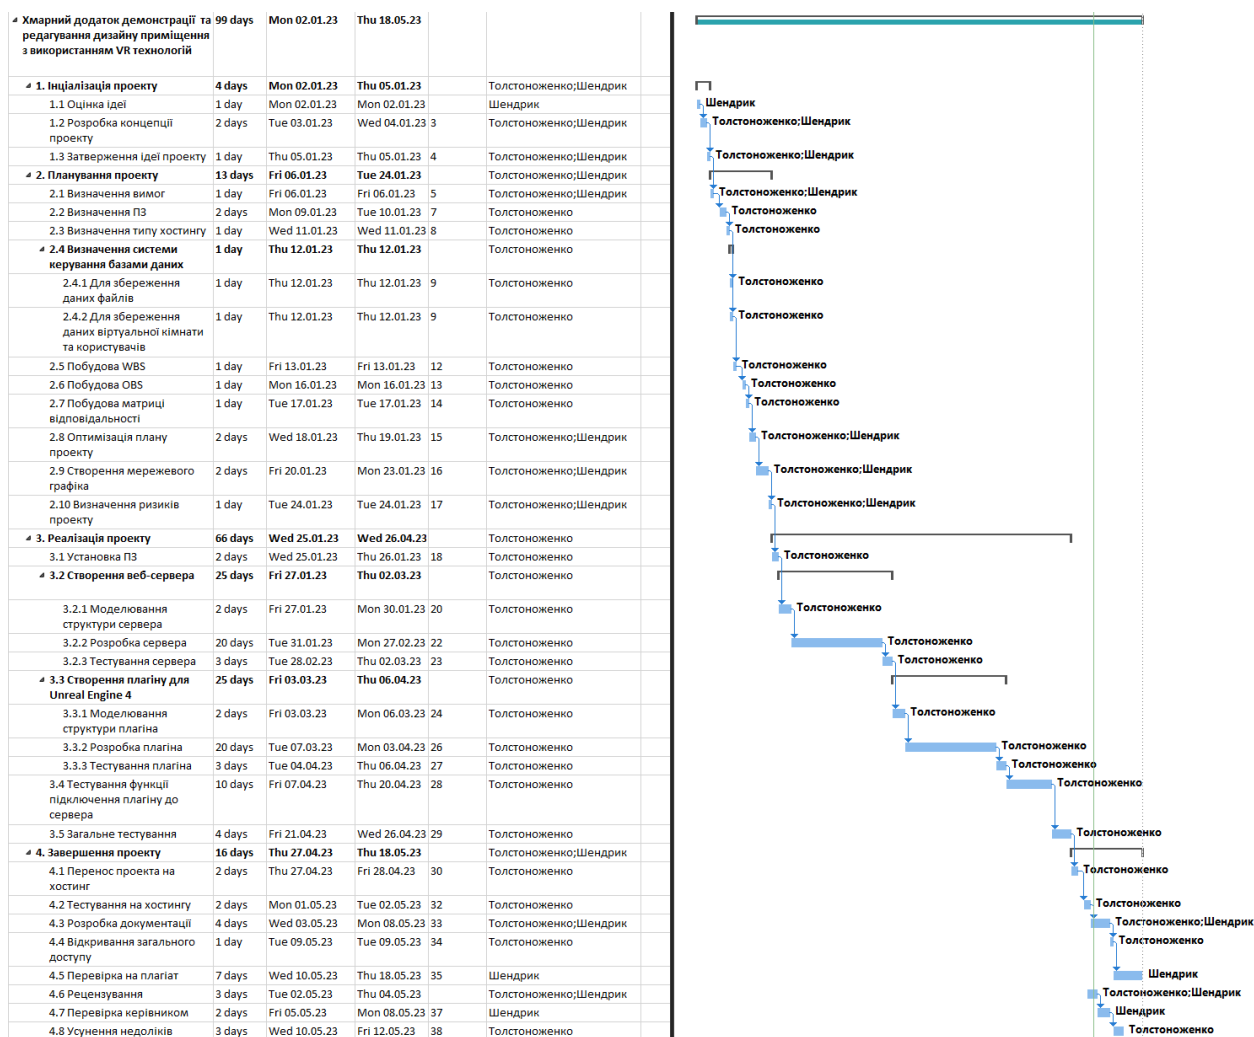 Хмарний додаток демонстрації та 99 days Mon 02.01.23 Thu 18.05.23
редагування дизайну приміщення
з використанням VR технологій
1. Ініціалізація проекту 4 days Mon 02.01.23 Thu 05.01.23 Толстоноженко;Шендрик
1.1 Оцінка ідеї 1 day Mon 02.01.23 Mon 02.01.23 Шендрик Шендрик
1.2 Розробка концепції 2 days Tue 03.01.23 Wed 04.01.23 3 Толстоноженко;Шендрик Толстоноженко;Шендрик
проекту
1.3 Затверження ідеї проекту 1 day Thu 05.01.23 Thu 05.01.23 4 Толстоноженко;Шендрик Толстоноженко;Шендрик
2. Планування проекту 13 days Fri 06.01.23 Tue 24.01.23 Толстоноженко;Шендрик
2.1 Визначення вимог 1 day Fri 06.01.23 Fri 06.01.23 5 Толстоноженко;Шендрик Толстоноженко;Шендрик
2.2 Визначення ПЗ 2 days Mon 09.01.23 Tue 10.01.23 7 Толстоноженко Толстоноженко
2.3 Визначення типу хостингу 1 day Wed 11.01.23 Wed 11.01.23 8 Толстоноженко Толстоноженко
2.4 Визначення системи 1 day Thu 12.01.23 Thu 12.01.23 Толстоноженко
керування базами даних
2.4.1 Для збереження 1 day Thu 12.01.23 Thu 12.01.23 9 Толстоноженко Толстоноженко
даних файлів
2.4.2 Для збереження 1 day Thu 12.01.23 Thu 12.01.23 9 Толстоноженко Толстоноженко
даних віртуальної кімнати
та користувачів
2.5 Побудова WBS 1 day Fri 13.01.23 Fri 13.01.23 12 Толстоноженко Толстоноженко
2.6 Побудова OBS 1 day Mon 16.01.23 Mon 16.01.23 13 Толстоноженко Толстоноженко
2.7 Побудова матриці 1 day Tue 17.01.23 Tue 17.01.23 14 Толстоноженко Толстоноженко
відповідальності
2.8 Оптимізація плану 2 days Wed 18.01.23 Thu 19.01.23 15 Толстоноженко;Шендрик Толстоноженко;Шендрик
проекту
2.9 Створення мережевого 2 days Fri 20.01.23 Mon 23.01.23 16 Толстоноженко;Шендрик Толстоноженко;Шендрик
графіка
2.10 Визначення ризиків 1 day Tue 24.01.23 Tue 24.01.23 17 Толстоноженко;Шендрик Толстоноженко;Шендрик
проекту
3. Реалізація проекту 66 days Wed 25.01.23 Wed 26.04.23 Толстоноженко
3.1 Установка ПЗ 2 days Wed 25.01.23 Thu 26.01.23 18 Толстоноженко Толстоноженко
3.2 Створення веб-сервера 25 days Fri 27.01.23 Thu 02.03.23 Толстоноженко
3.2.1 Моделювання 2 days Fri 27.01.23 Mon 30.01.23 20 Толстоноженко Толстоноженко
структури сервера
3.2.2 Розробка сервера 20 days Tue 31.01.23 Mon 27.02.23 22 Толстоноженко Толстоноженко
3.2.3 Тестування сервера 3 days Tue 28.02.23 Thu 02.03.23 23 Толстоноженко Толстоноженко
3.3 Створення плагіну для 25 days Fri 03.03.23 Thu 06.04.23 Толстоноженко
Unreal Engine 4
3.3.1 Моделювання 2 days Fri 03.03.23 Mon 06.03.23 24 Толстоноженко Толстоноженко
структури плагіна
3.3.2 Розробка плагіна 20 days Tue 07.03.23 Mon 03.04.23 26 Толстоноженко Толстоноженко
3.3.3 Тестування плагіна 3 days Tue 04.04.23 Thu 06.04.23 27 Толстоноженко Толстоноженко
3.4 Тестування функції 10 days Fri 07.04.23 Thu 20.04.23 28 Толстоноженко Толстоноженко
підключення плагіну до
сервера
3.5 Загальне тестування 4 days Fri 21.04.23 Wed 26.04.23 29 Толстоноженко Толстоноженко
4. Завершення проекту 16 days Thu 27.04.23 Thu 18.05.23 Толстоноженко;Шендрик
4.1 Перенос проекта на 2 days Thu 27.04.23 Fri 28.04.23 30 Толстоноженко Толстоноженко
хостинг
4.2 Тестування на хостингу 2 days Mon 01.05.23 Tue 02.05.23 32 Толстоноженко Толстоноженко
4.3 Розробка документації 4 days Wed 03.05.23 Mon 08.05.23 33 Толстоноженко;Шендрик Толстоноженко;Шендрик
4.4 Відкривання загального 1 day Tue 09.05.23 Tue 09.05.23 34 Толстоноженко Толстоноженко
доступу
4.5 Перевірка на плагіат 7 days Wed 10.05.23 Thu 18.05.23 35 Шендрик Шендрик
4.6 Рецензування 3 days Tue 02.05.23 Thu 04.05.23 Толстоноженко;Шендрик Толстоноженко;Шендрик
4.7 Перевірка керівником 2 days Fri 05.05.23 Mon 08.05.23 37 Шендрик Шендрик
4.8 Усунення недоліків 3 days Wed 10.05.23 Fri 12.05.23 38 Толстоноженко Толстоноженко